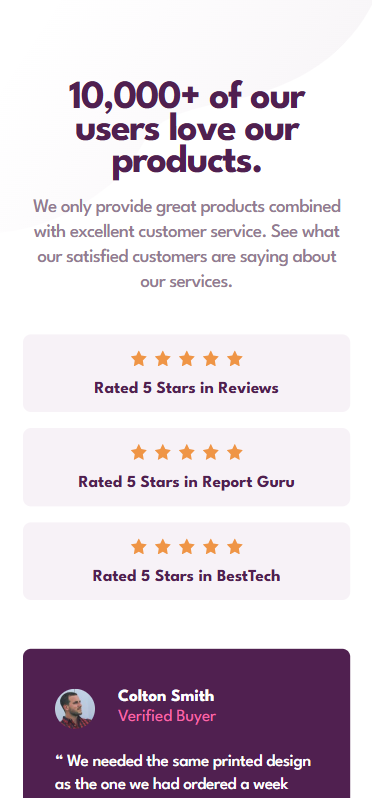 10,000+ of our
users love our
products.
We only provide great products combined
with excellent customer service. See what
our satisfied customers are saying about
our services.
Rated 5 Stars in Reviews
Rated 5 Stars in Report Guru
Rated 5 Stars in BestTech
Colton Smith
Verified Buyer
“ We needed the same printed design
as the one we had ordered a week